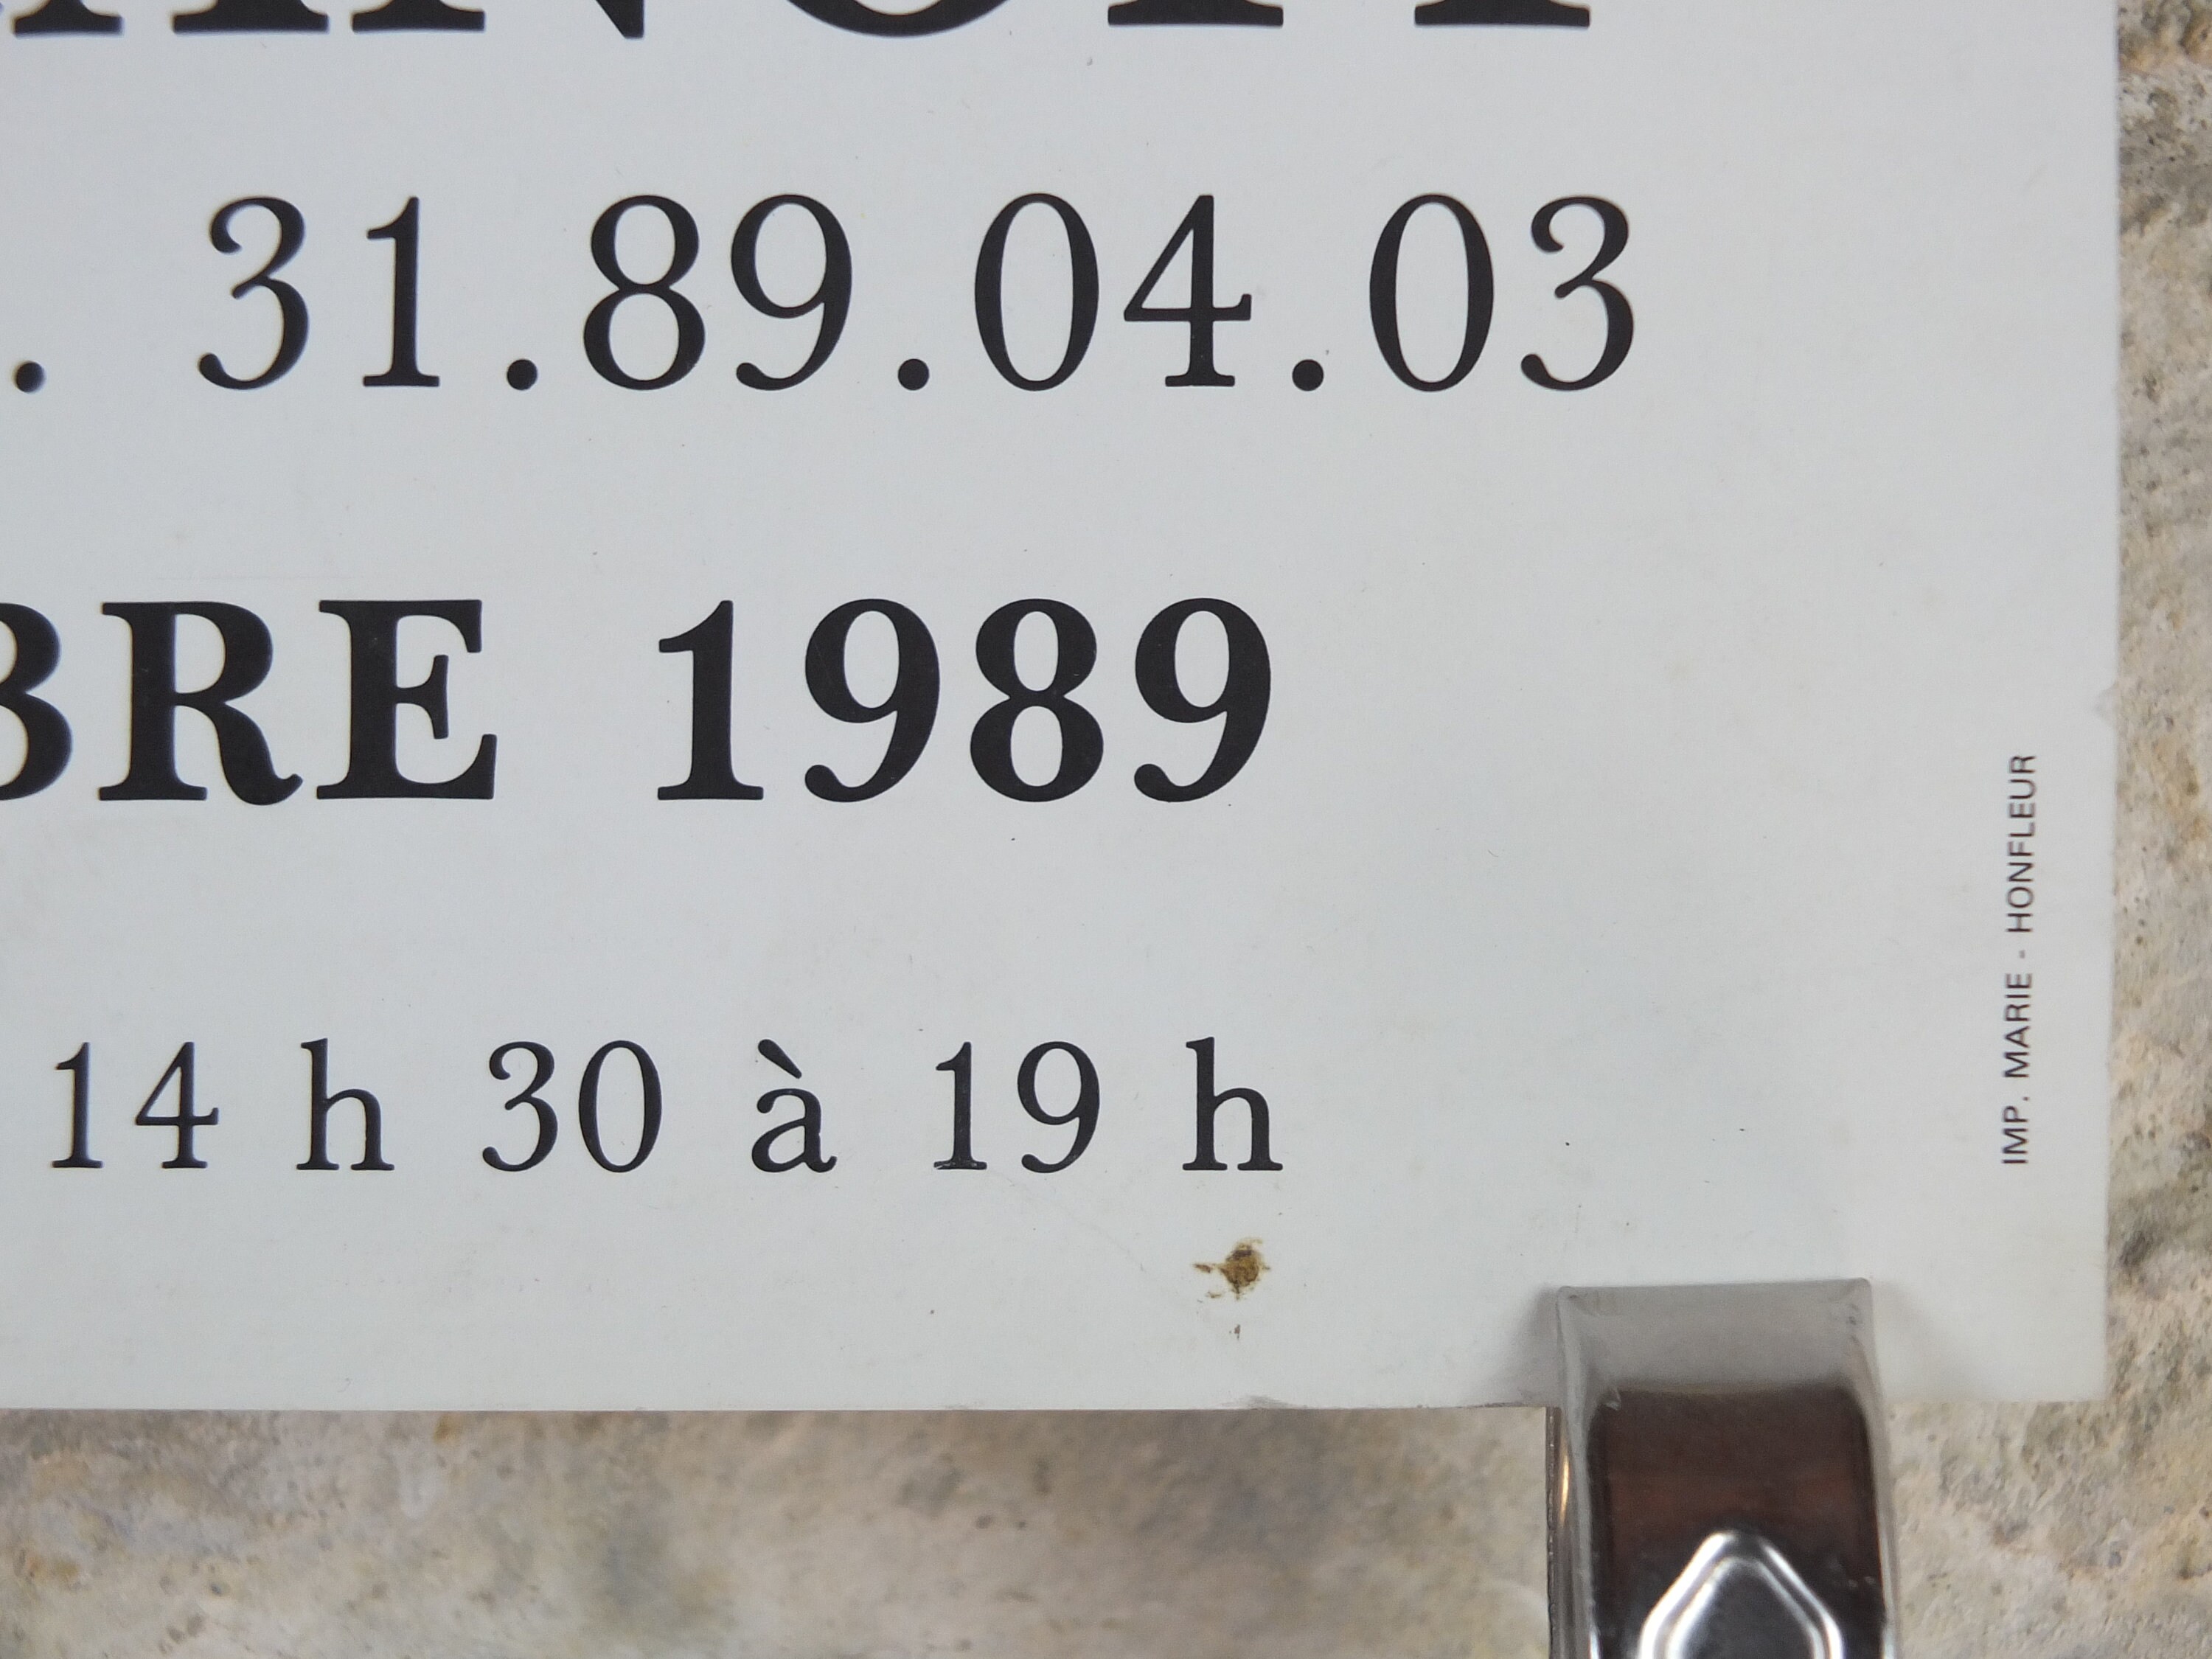 . 31.89.04.03
BRE 1989
14 h 30 à 19 h
IMP. MARIE - HONFLEUR